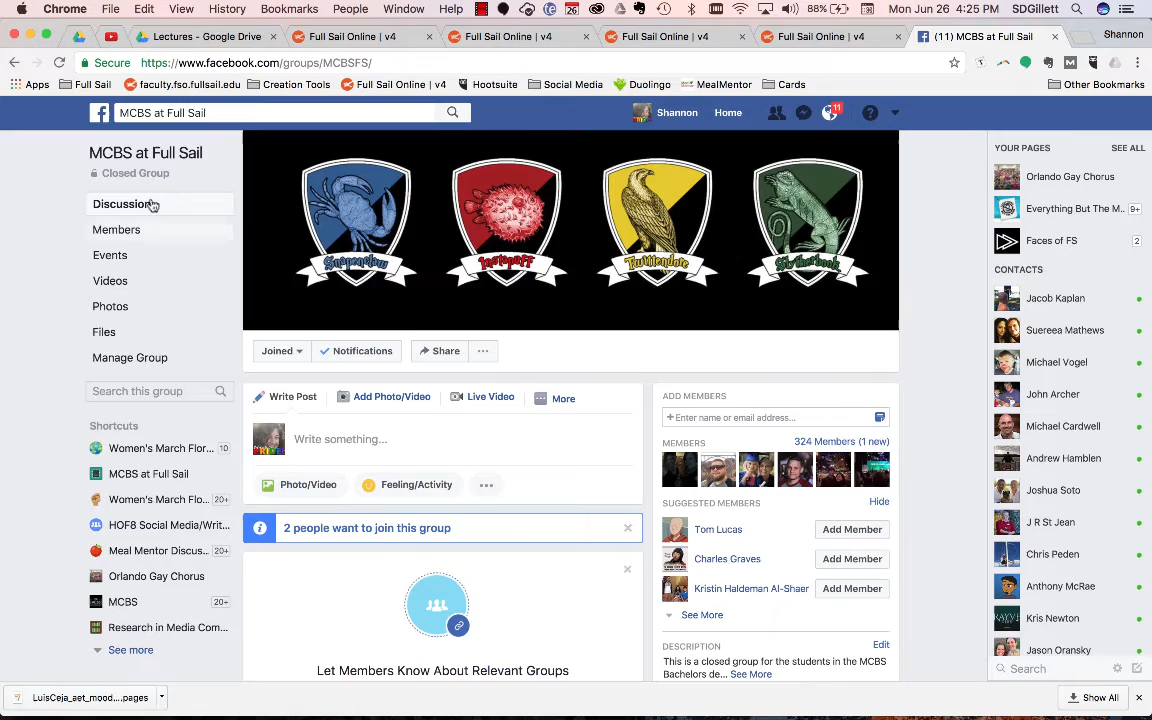 Chrome File Edit View History Bookmarks People Window Help 26 88% Mon Jun 26 4:25 PM SDGillett
Lectures - Google Drive × Full Sail Online | v4 × Full Sail Online | v4 × Full Sail Online | v4 × Full Sail Online | v4 × (11) MCBS at Full Sail × Shannon
Secure https://www.facebook.com/groups/MCBSFS/
Apps Full Sail faculty.fso.fullsail.edu Creation Tools Full Sail Online | v4 Hootsuite Social Media Duolingo MealMentor Cards Other Bookmarks
MCBS at Full Sail Shannon Home 11
MCBS at Full Sail
Closed Group
Discussion
Members
Events
Videos
Photos
Files
Manage Group
Search this group
Shortcuts
Women's March Flor... 10
MCBS at Full Sail
Women's March Flo... 20+
HOF8 Social Media/Writ...
Meal Mentor Discus... 20+
Orlando Gay Chorus
MCBS 20+
Research in Media Com...
See more
Snapenclaw Instapuff Twittendore Slytherbook
Joined Notifications Share
Write Post Add Photo/Video Live Video More
Write something...
Photo/Video Feeling/Activity
2 people want to join this group
Let Members Know About Relevant Groups
ADD MEMBERS
+ Enter name or email address...
MEMBERS 324 Members (1 new)
SUGGESTED MEMBERS Hide
Tom Lucas Add Member
Charles Graves Add Member
Kristin Haldeman Al-Shaer Add Member
See More
DESCRIPTION Edit
This is a closed group for the students in the MCBS
Bachelors de... See More
YOUR PAGES SEE ALL
Orlando Gay Chorus
Everything But The M.. 9+
Faces of FS 2
CONTACTS
Jacob Kaplan
Suereea Mathews
Michael Vogel
John Archer
Michael Cardwell
Andrew Hamblen
Joshua Soto
J R St Jean
Chris Peden
Anthony McRae
Kris Newton
Jason Oransky
Search
LuisCeja_aet_mood....pages Show All